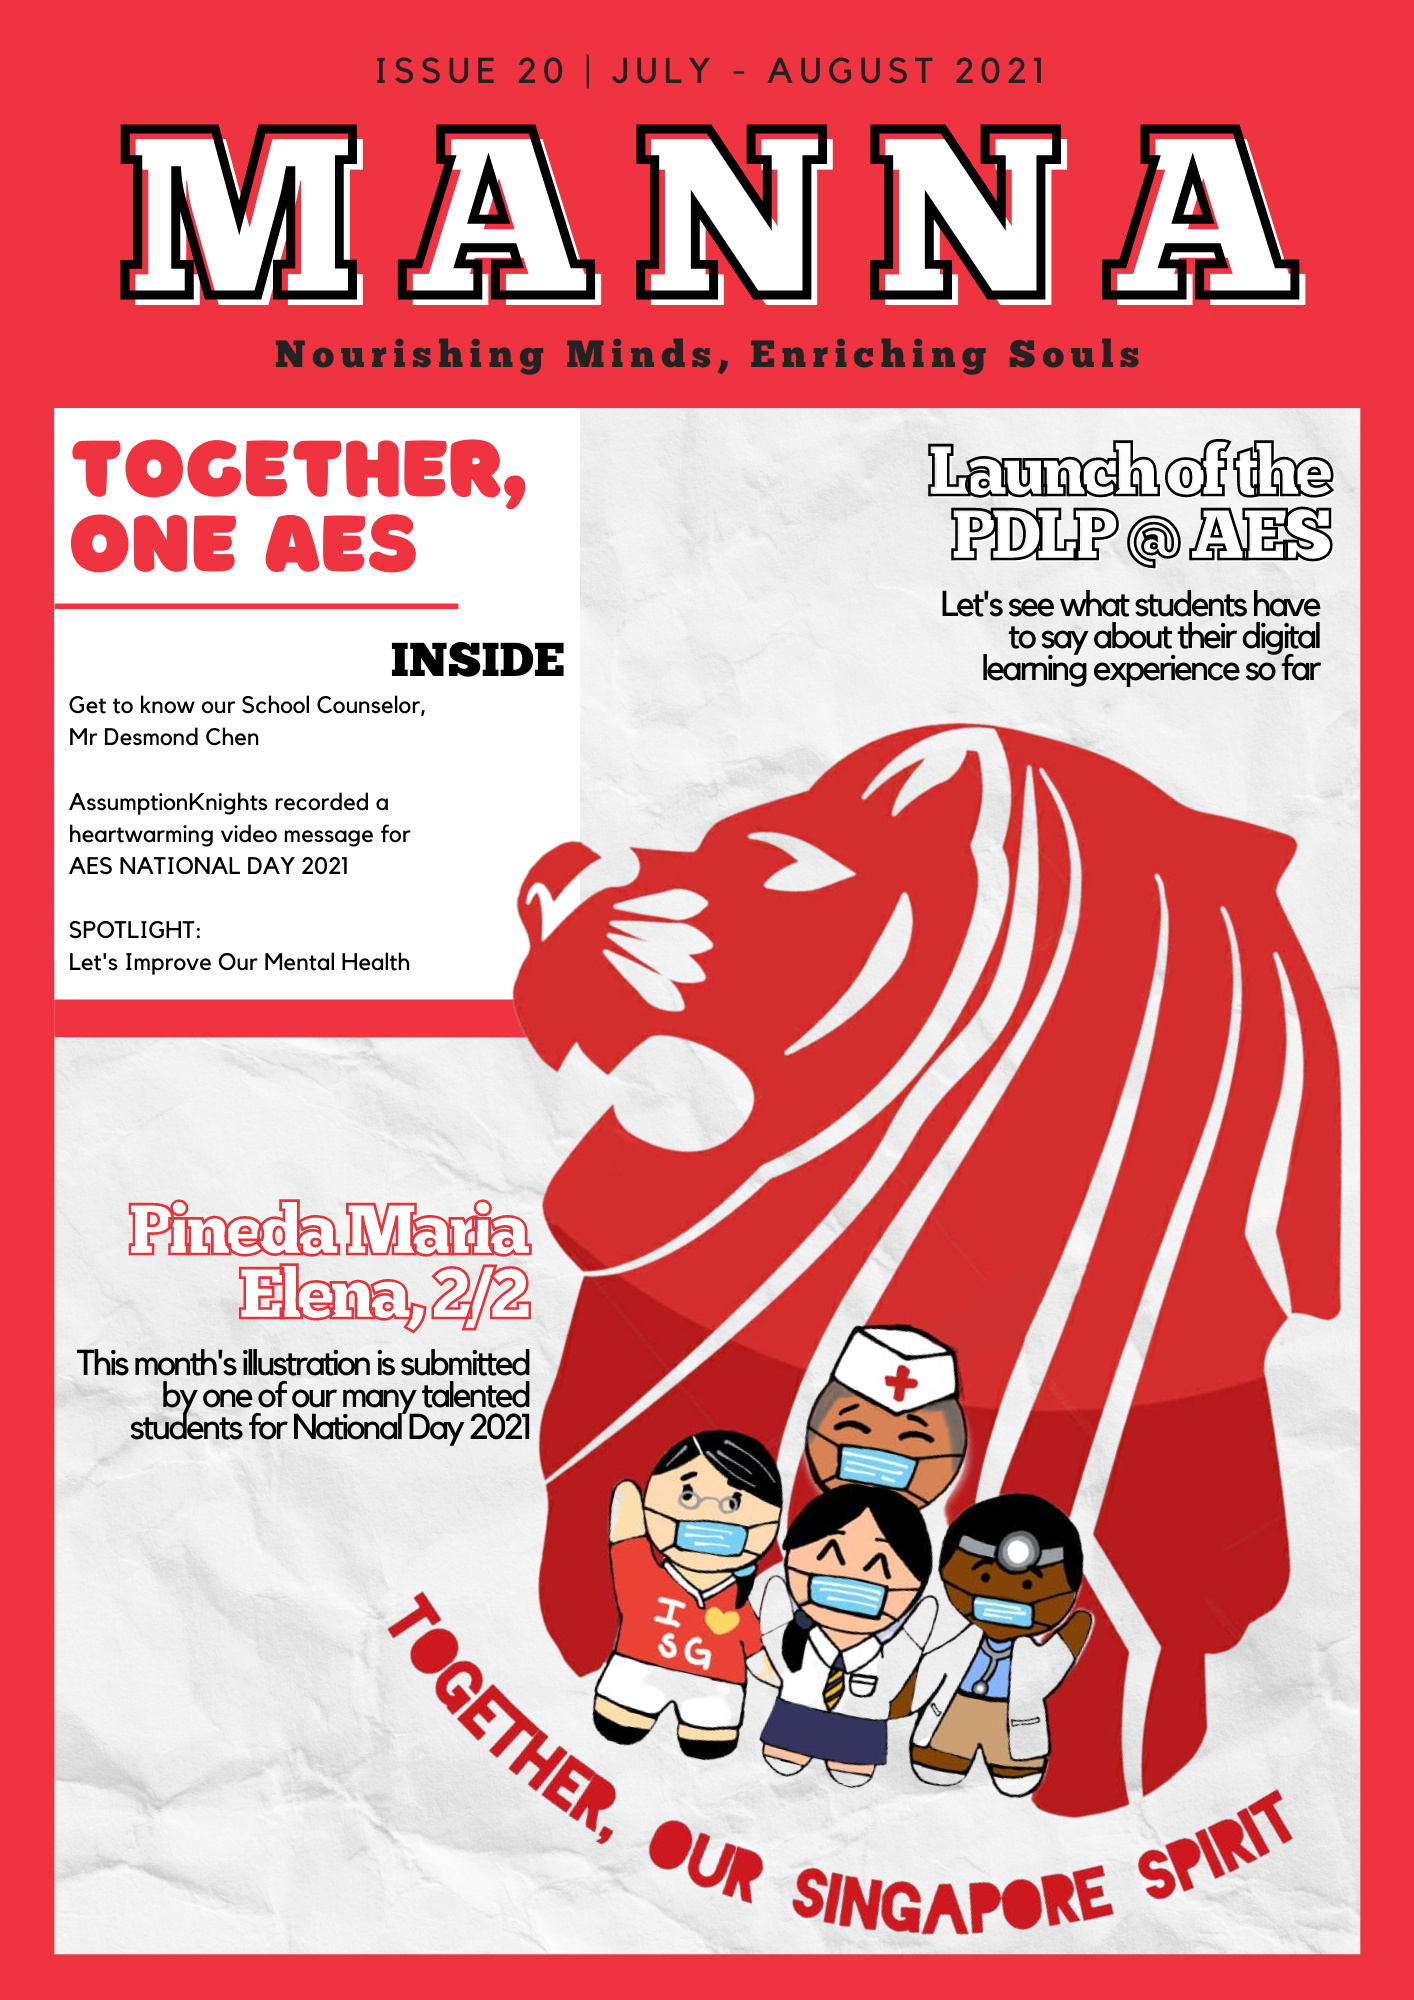 ISSUE 20 | JULY - AUGUST 2021
MANNA
Nourishing Minds, Enriching Souls
TOGETHER,
ONE AES
INSIDE
Get to know our School Counselor,
Mr Desmond Chen
AssumptionKnights recorded a
heartwarming video message for
AES NATIONAL DAY 2021
SPOTLIGHT:
Let's Improve Our Mental Health
Launch of the
PDLP @ AES
Let's see what students have
to say about their digital
learning experience so far
Pineda Maria
Elena, 2/2
This month's illustration is submitted
by one of our many talented
students for National Day 2021
I
SG
TOGETHER, OUR SINGAPORE SPIRIT